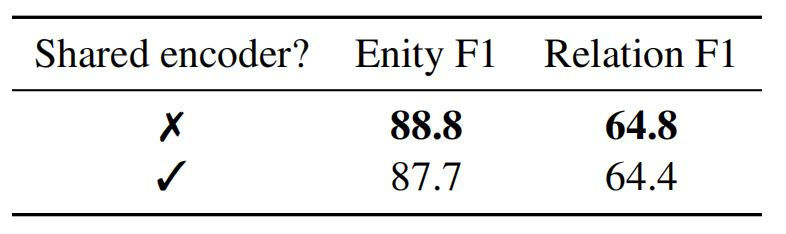 Shared encoder? Enity F1 Relation F1
✗ 88.8 64.8
✓ 87.7 64.4